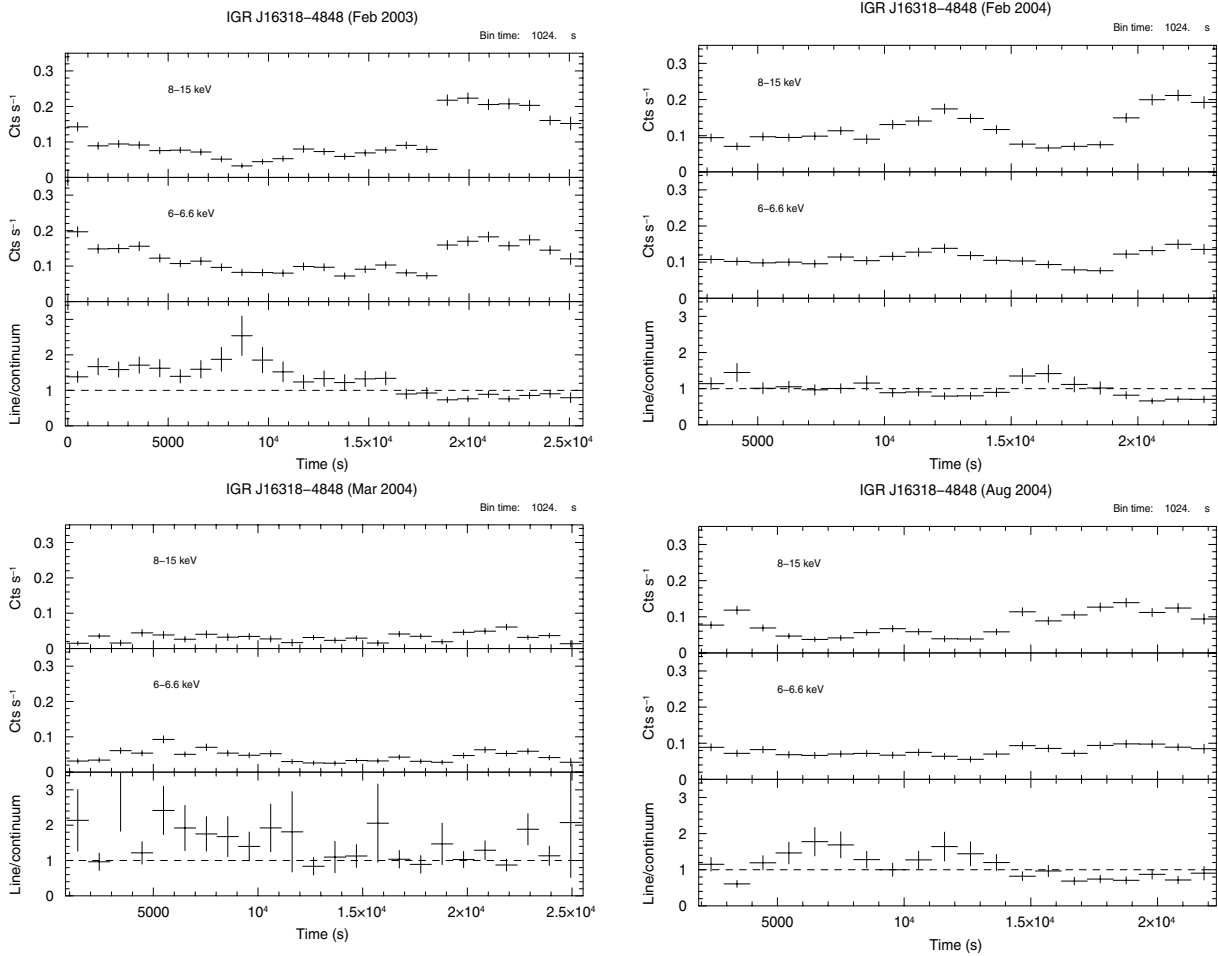 IGR J16318−4848 (Feb 2003)
Bin time: 1024. s
8−15 keV
Cts s⁻¹
0 0.1 0.2 0.3
6−6.6 keV
Cts s⁻¹
0 0.1 0.2 0.3
Line/continuum
0 1 2 3
0 5000 10⁴ 1.5×10⁴ 2×10⁴ 2.5×10⁴
Time (s)
IGR J16318−4848 (Feb 2004)
Bin time: 1024. s
8−15 keV
Cts s⁻¹
0 0.1 0.2 0.3
6−6.6 keV
Cts s⁻¹
0 0.1 0.2 0.3
Line/continuum
0 1 2 3
5000 10⁴ 1.5×10⁴ 2×10⁴
Time (s)
IGR J16318−4848 (Mar 2004)
Bin time: 1024. s
8−15 keV
Cts s⁻¹
0 0.1 0.2 0.3
6−6.6 keV
Cts s⁻¹
0 0.1 0.2 0.3
Line/continuum
0 1 2 3
5000 10⁴ 1.5×10⁴ 2×10⁴ 2.5×10⁴
Time (s)
IGR J16318−4848 (Aug 2004)
Bin time: 1024. s
8−15 keV
Cts s⁻¹
0 0.1 0.2 0.3
6−6.6 keV
Cts s⁻¹
0 0.1 0.2 0.3
Line/continuum
0 1 2 3
5000 10⁴ 1.5×10⁴ 2×10⁴
Time (s)